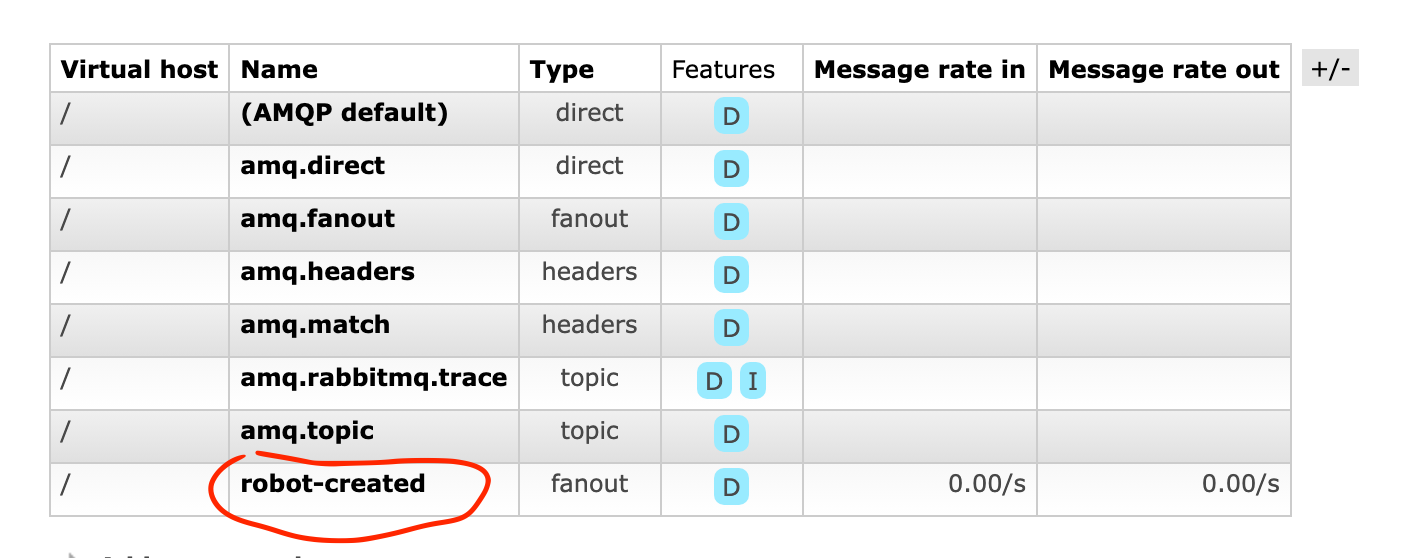 Virtual host Name Type Features Message rate in Message rate out +/-
/ (AMQP default) direct D
/ amq.direct direct D
/ amq.fanout fanout D
/ amq.headers headers D
/ amq.match headers D
/ amq.rabbitmq.trace topic D I
/ amq.topic topic D
/ robot-created fanout D 0.00/s 0.00/s